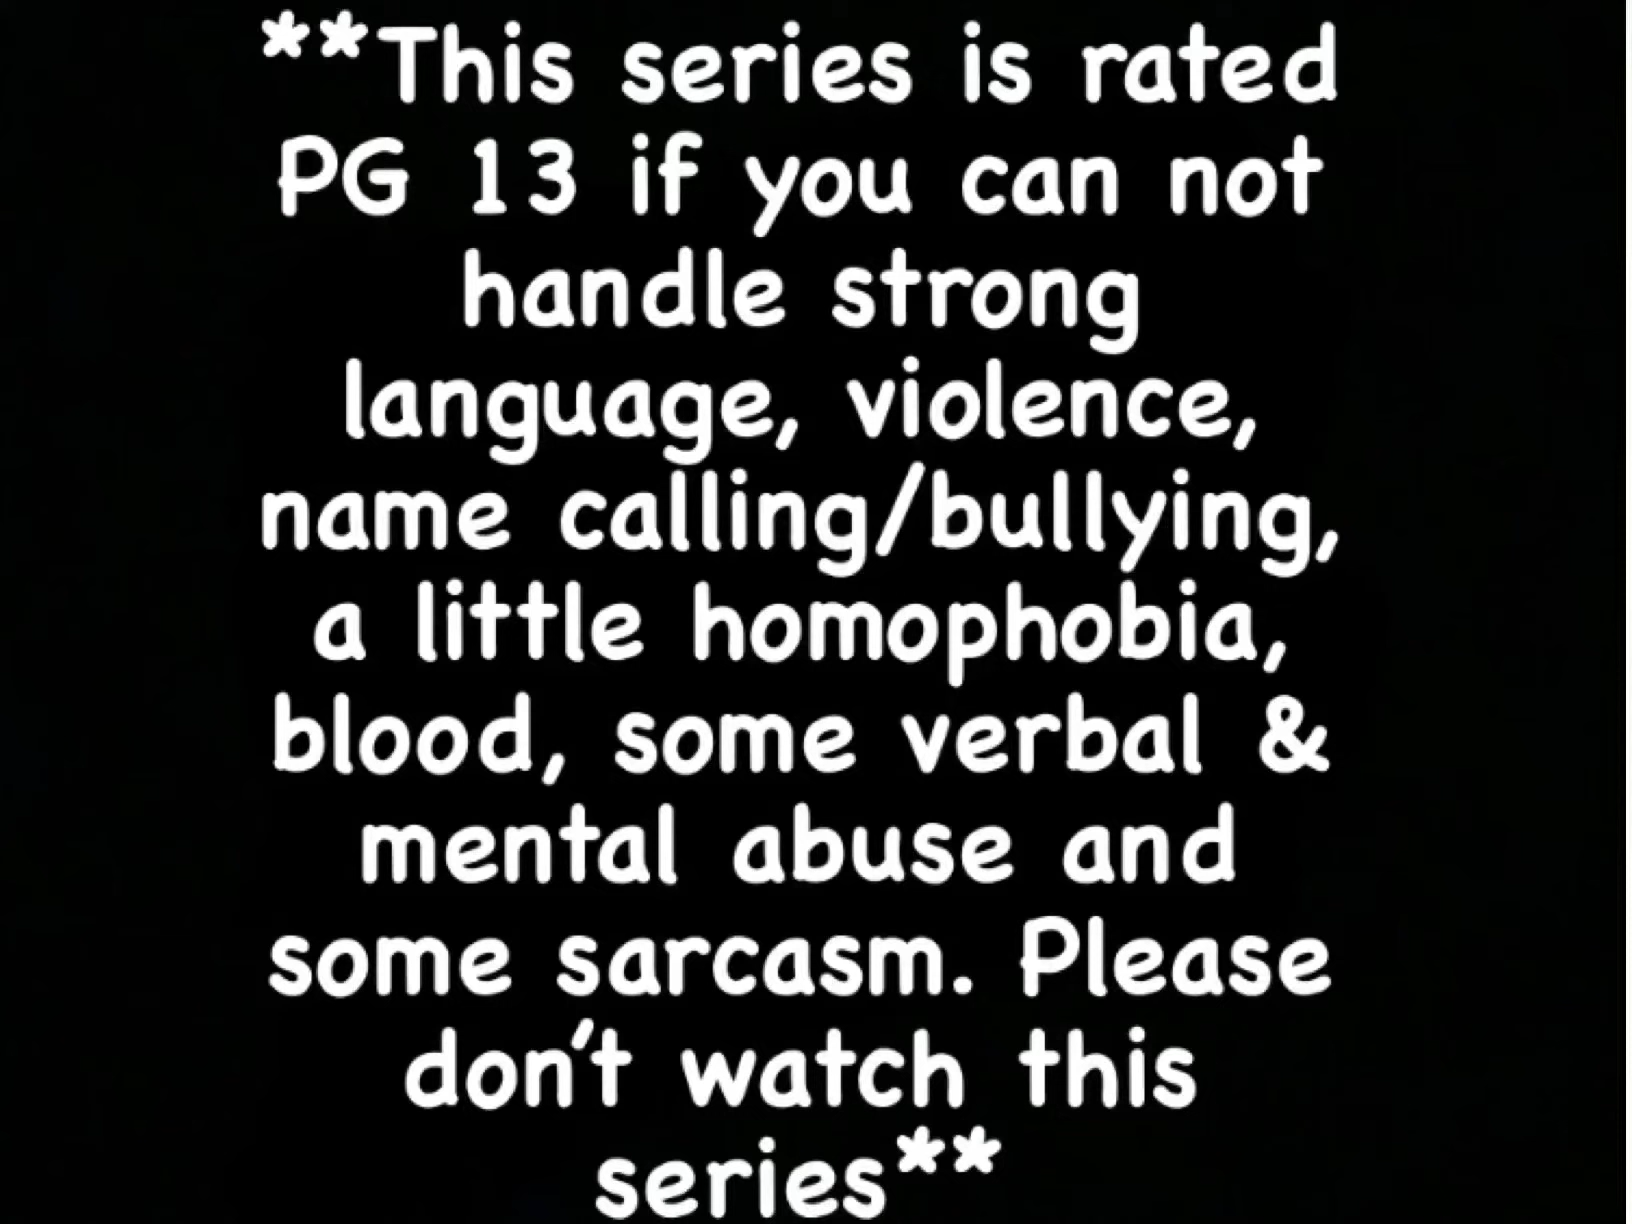 **This series is rated
PG 13 if you can not
handle strong
language, violence,
name calling/bullying,
a little homophobia,
blood, some verbal &
mental abuse and
some sarcasm. Please
don't watch this
series**